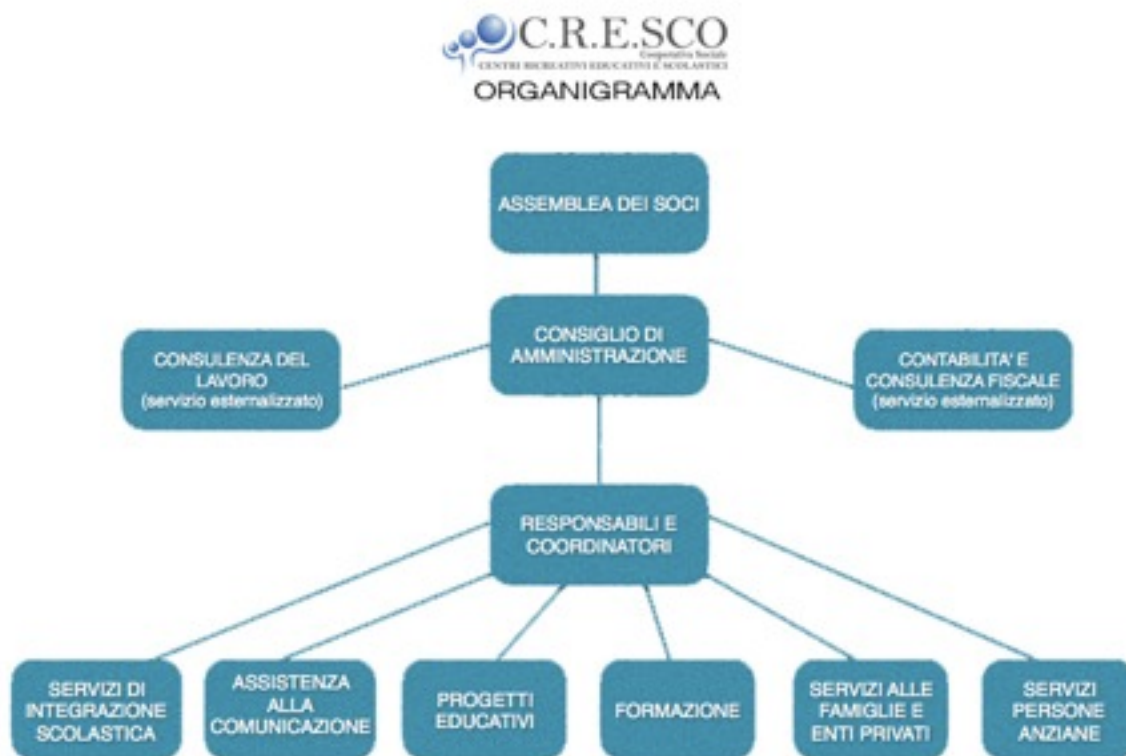 C.R.E.SCO
Cooperativa Sociale
CENTRI RICREATIVI EDUCATIVI E SCOLASTICI
ORGANIGRAMMA
ASSEMBLEA DEI SOCI
CONSIGLIO DI
AMMINISTRAZIONE
CONSULENZA DEL
LAVORO
(servizio esternalizzato)
CONTABILITA' E
CONSULENZA FISCALE
(servizio esternalizzato)
RESPONSABILI E
COORDINATORI
SERVIZI DI
INTEGRAZIONE
SCOLASTICA
ASSISTENZA
ALLA
COMUNICAZIONE
PROGETTI
EDUCATIVI
FORMAZIONE
SERVIZI ALLE
FAMIGLIE E
ENTI PRIVATI
SERVIZI
PERSONE
ANZIANE